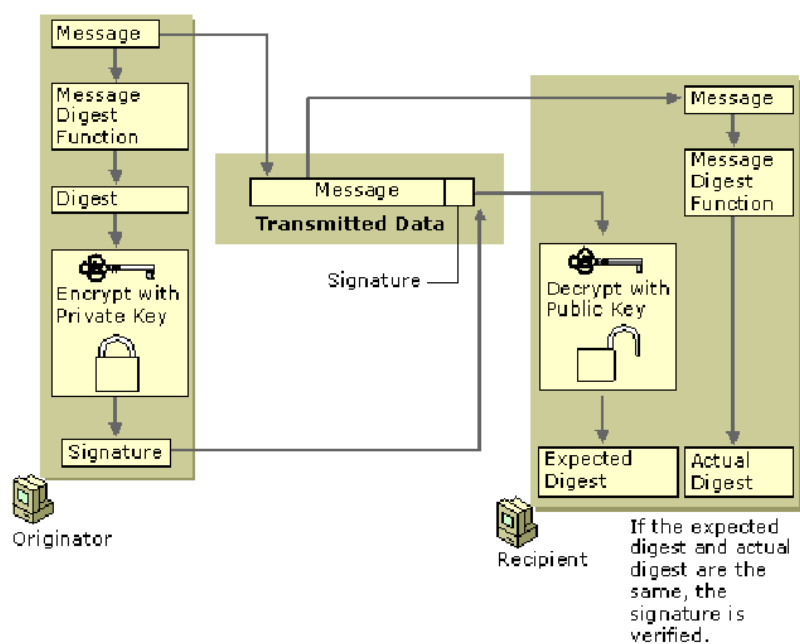 Message
Message
Digest
Function
Digest
Encrypt with
Private Key
Signature
Originator
Message
Transmitted Data
Signature
Message
Message
Digest
Function
Decrypt with
Public Key
Expected
Digest
Actual
Digest
Recipient
If the expected
digest and actual
digest are the
same, the
signature is
verified.